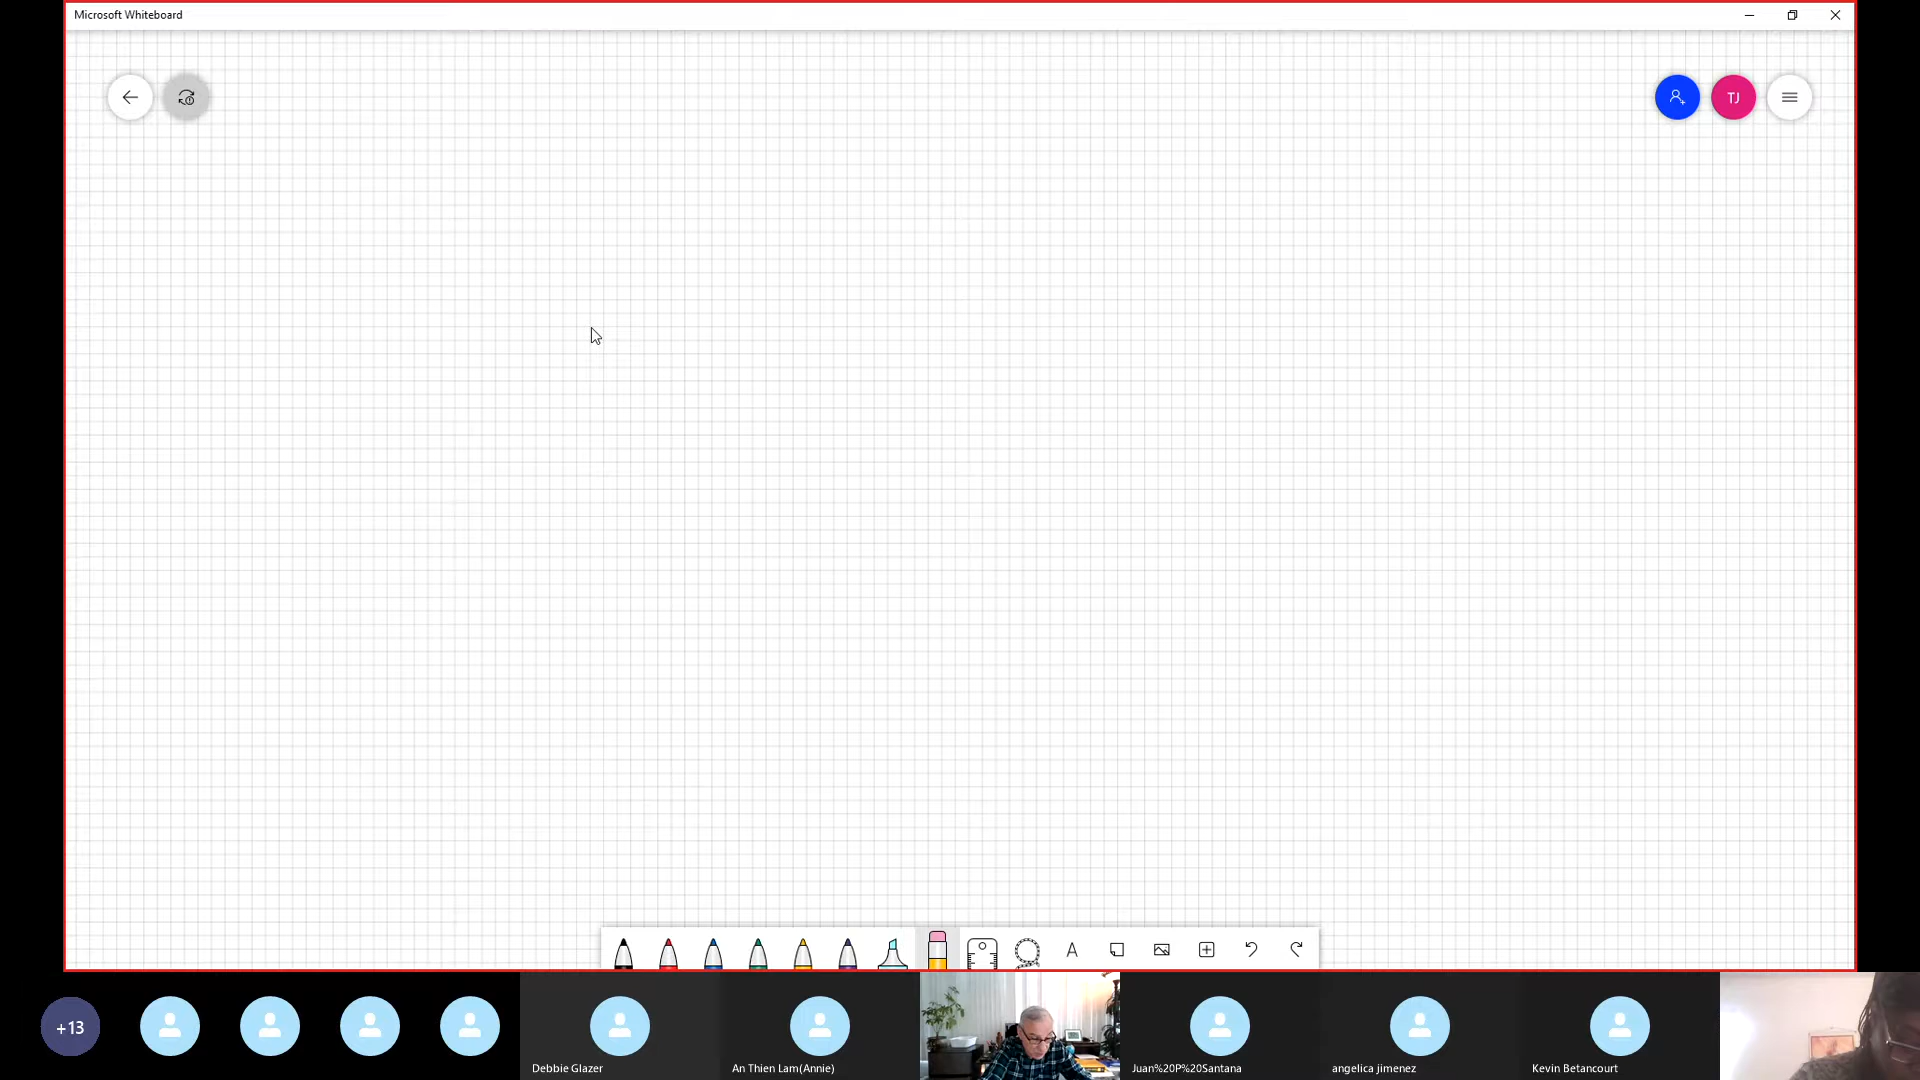 Microsoft Whiteboard
TJ
A
+13
Debbie Glazer
An Thien Lam(Annie)
Juan%20P%20Santana
angelica jimenez
Kevin Betancourt